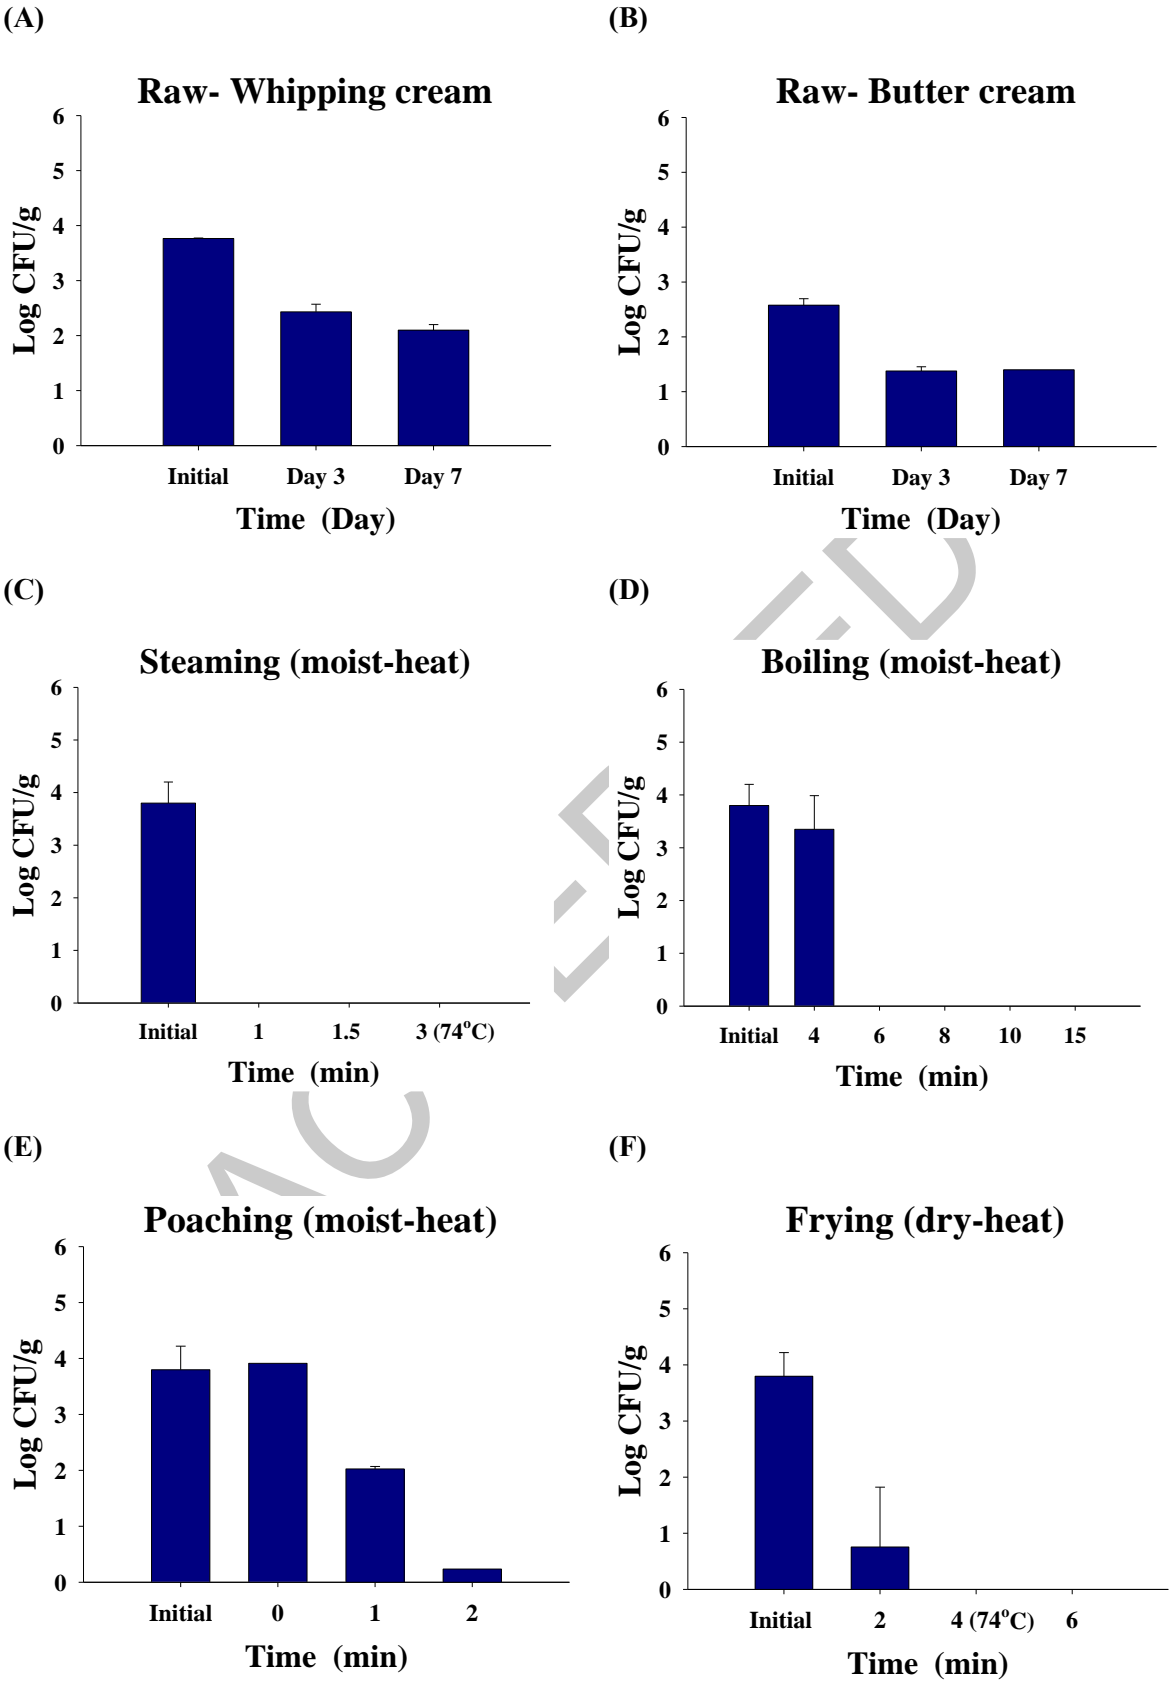 (A)
Raw- Whipping cream
Log CFU/g
6
5
4
3
2
1
0
Initial Day 3 Day 7
Time (Day)
(B)
Raw- Butter cream
Log CFU/g
6
5
4
3
2
1
0
Initial Day 3 Day 7
Time (Day)
(C)
Steaming (moist-heat)
Log CFU/g
6
5
4
3
2
1
0
Initial 1 1.5 3 (74°C)
Time (min)
(D)
Boiling (moist-heat)
Log CFU/g
6
5
4
3
2
1
0
Initial 4 6 8 10 15
Time (min)
(E)
Poaching (moist-heat)
Log CFU/g
6
5
4
3
2
1
0
Initial 0 1 2
Time (min)
(F)
Frying (dry-heat)
Log CFU/g
6
5
4
3
2
1
0
Initial 2 4 (74°C) 6
Time (min)